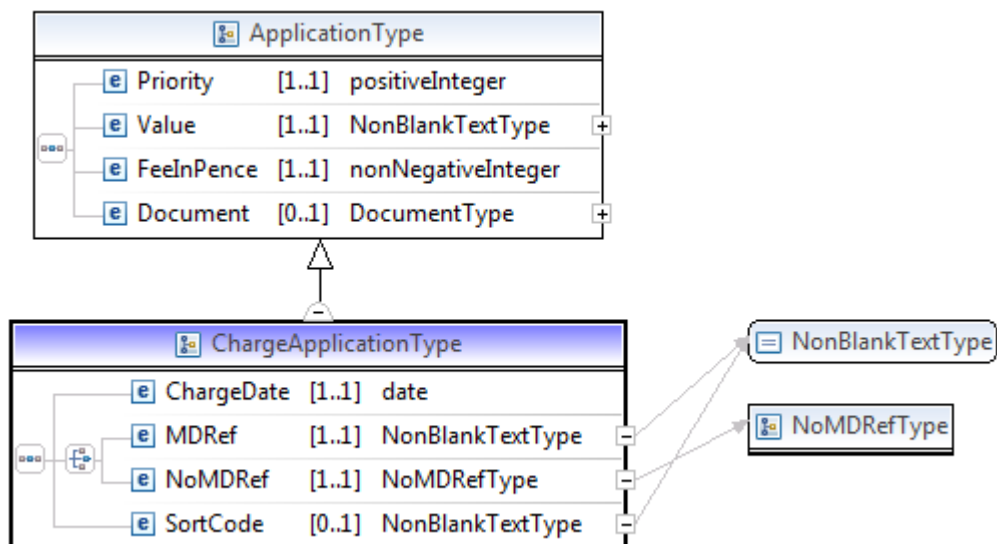 ApplicationType
Priority [1..1] positiveInteger
Value [1..1] NonBlankTextType
FeeInPence [1..1] nonNegativeInteger
Document [0..1] DocumentType
ChargeApplicationType
ChargeDate [1..1] date
MDRef [1..1] NonBlankTextType
NoMDRef [1..1] NoMDRefType
SortCode [0..1] NonBlankTextType
NonBlankTextType
NoMDRefType